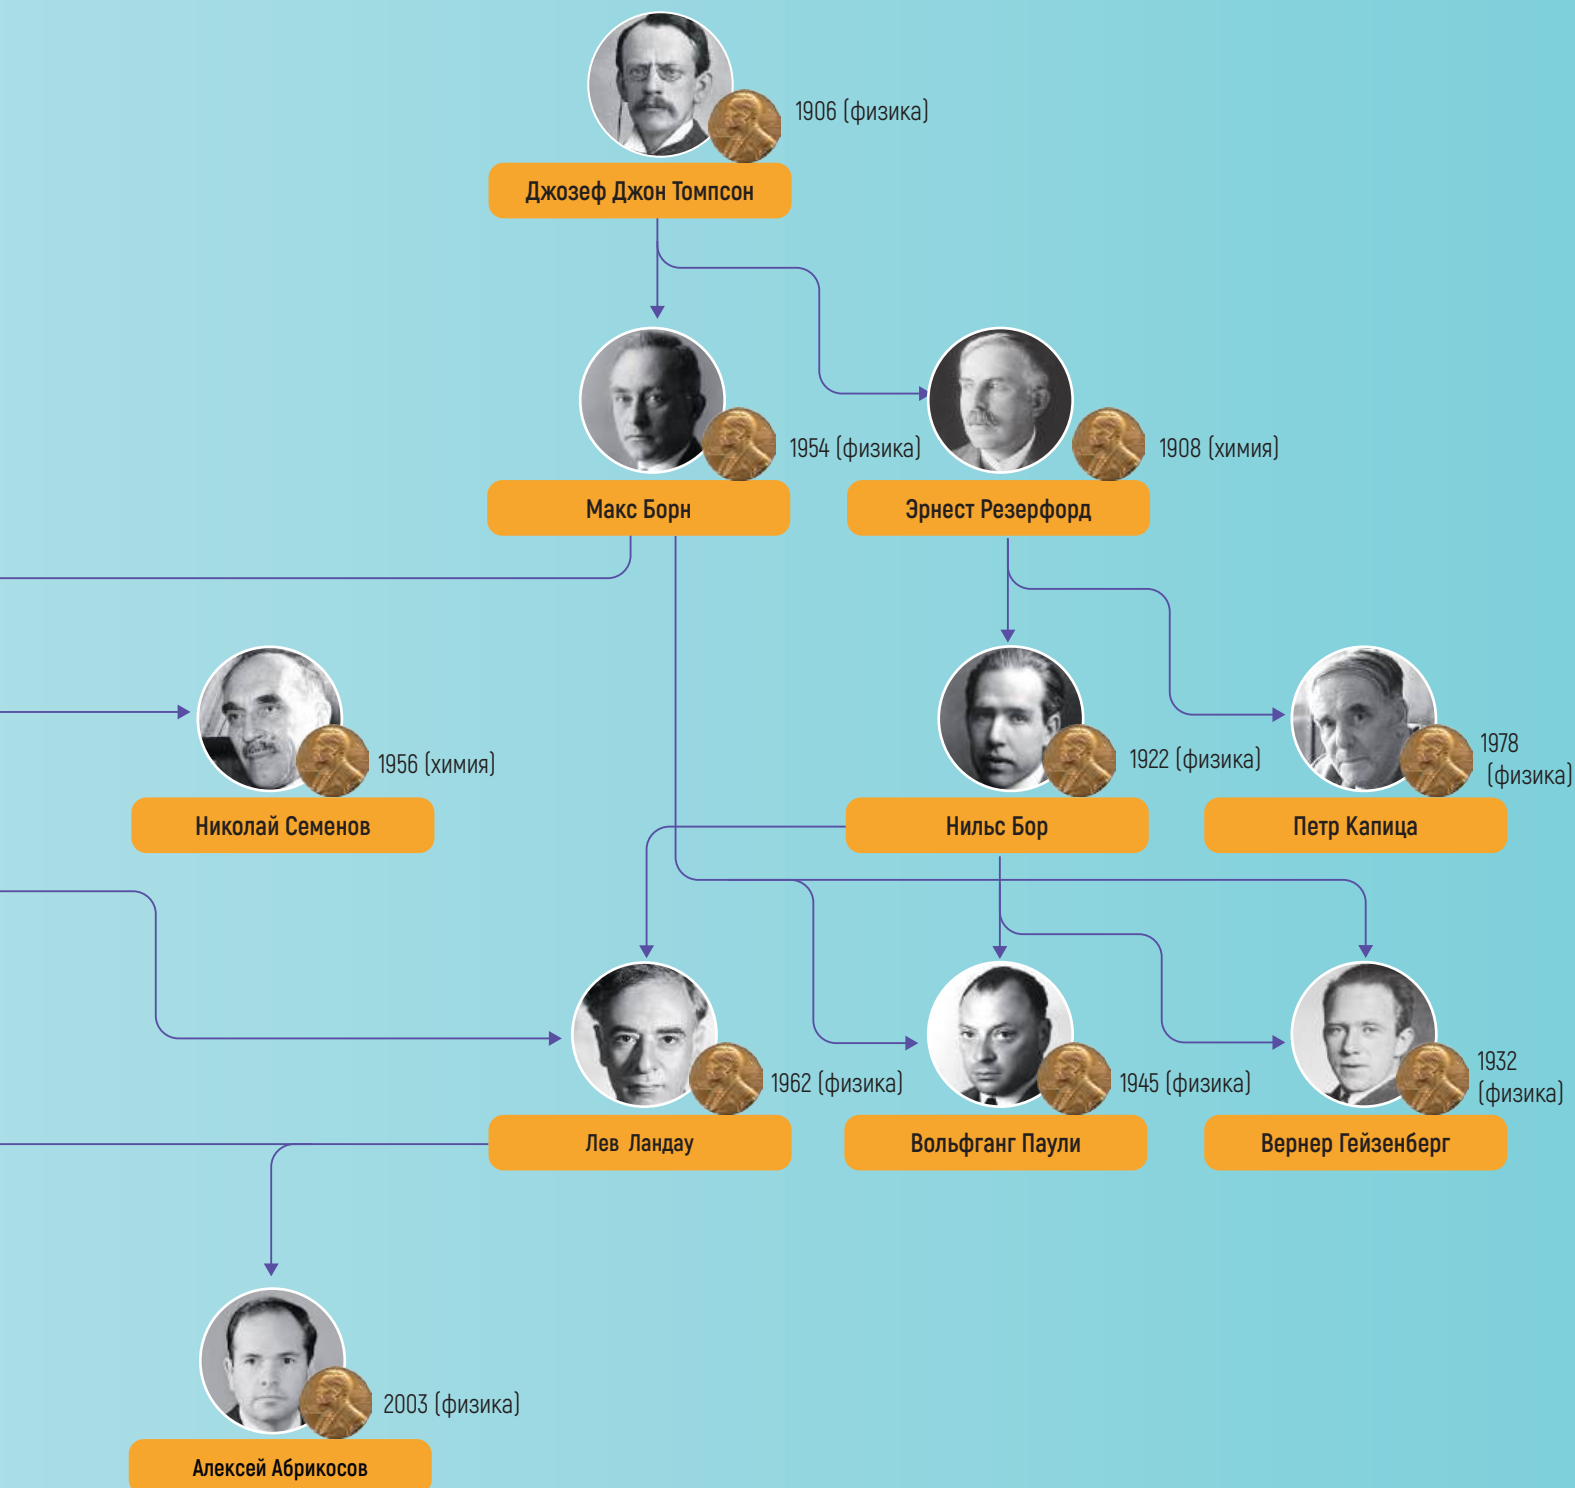 1906 (физика)
Джозеф Джон Томпсон
1954 (физика)
1908 (химия)
Макс Борн
Эрнест Резерфорд
1956 (химия)
1922 (физика)
1978
(физика)
Николай Семенов
Нильс Бор
Петр Капица
1962 (физика)
1945 (физика)
1932
(физика)
Лев Ландау
Вольфганг Паули
Вернер Гейзенберг
2003 (физика)
Алексей Абрикосов